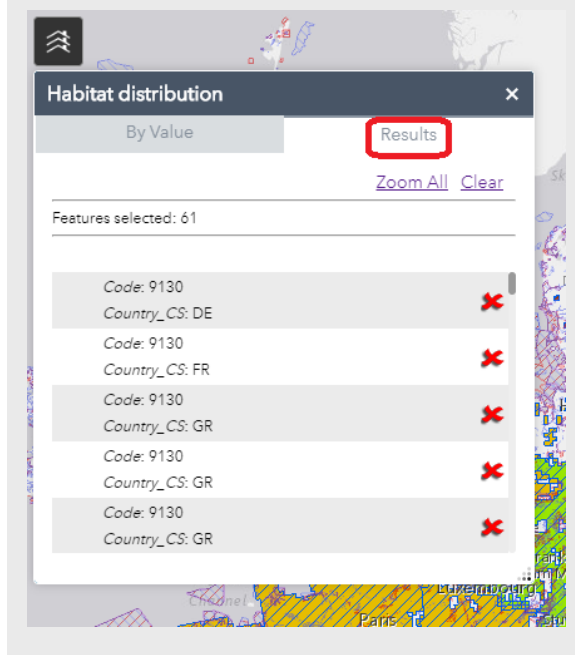 Habitat distribution
By Value
Results
Zoom All Clear
Features selected: 61
Code: 9130
Country_CS: DE
Code: 9130
Country_CS: FR
Code: 9130
Country_CS: GR
Code: 9130
Country_CS: GR
Code: 9130
Country_CS: GR
Luxembourg
Channel
Paris